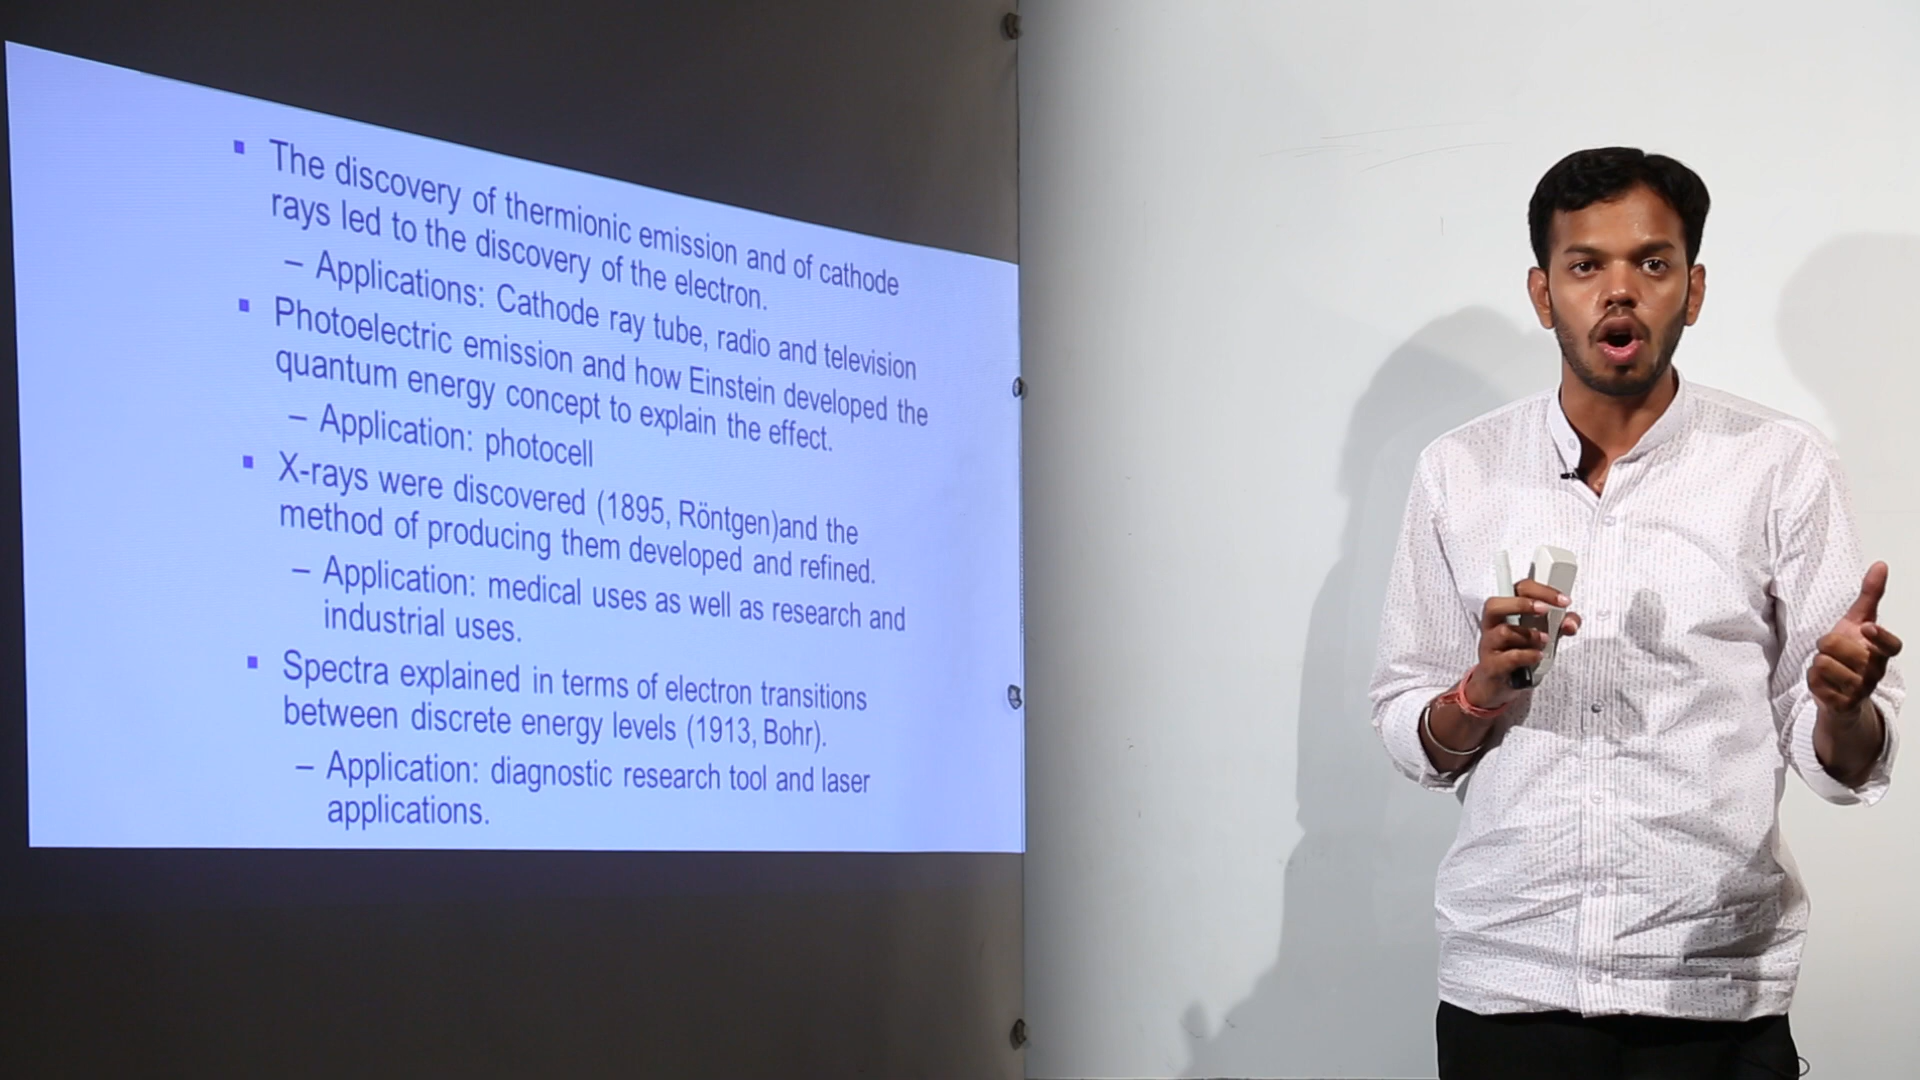 ▪ The discovery of thermionic emission and of cathode
rays led to the discovery of the electron.
– Applications: Cathode ray tube, radio and television
▪ Photoelectric emission and how Einstein developed the
quantum energy concept to explain the effect.
– Application: photocell
▪ X-rays were discovered (1895, Röntgen)and the
method of producing them developed and refined.
– Application: medical uses as well as research and
industrial uses.
▪ Spectra explained in terms of electron transitions
between discrete energy levels (1913, Bohr).
– Application: diagnostic research tool and laser
applications.